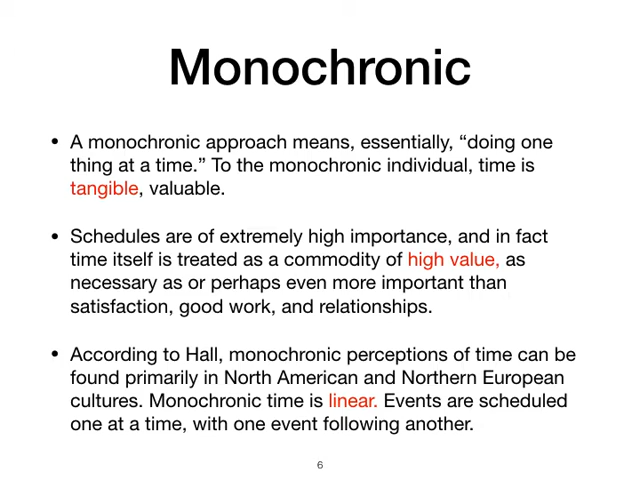 Monochronic
• A monochronic approach means, essentially, “doing one
thing at a time.” To the monochronic individual, time is
tangible, valuable.
• Schedules are of extremely high importance, and in fact
time itself is treated as a commodity of high value, as
necessary as or perhaps even more important than
satisfaction, good work, and relationships.
• According to Hall, monochronic perceptions of time can be
found primarily in North American and Northern European
cultures. Monochronic time is linear. Events are scheduled
one at a time, with one event following another.
6